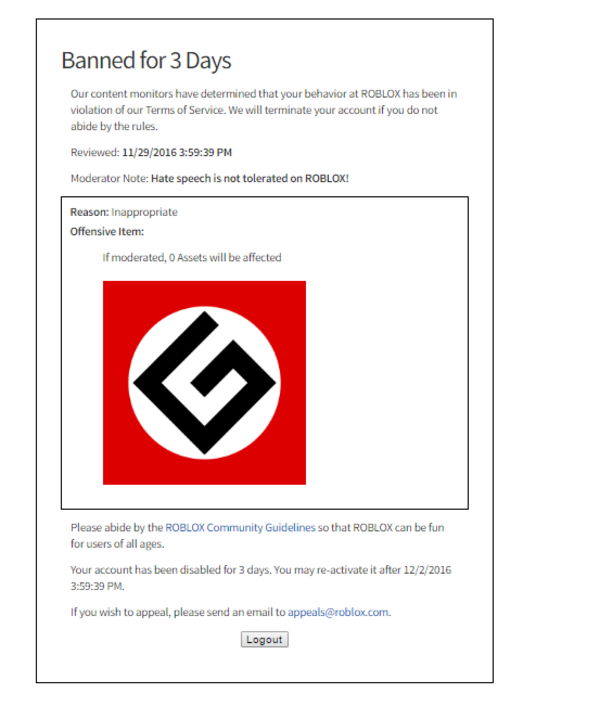 Banned for 3 Days
Our content monitors have determined that your behavior at ROBLOX has been in
violation of our Terms of Service. We will terminate your account if you do not
abide by the rules.
Reviewed: 11/29/2016 3:59:39 PM
Moderator Note: Hate speech is not tolerated on ROBLOX!
Reason: Inappropriate
Offensive Item:
If moderated, 0 Assets will be affected
G
Please abide by the ROBLOX Community Guidelines so that ROBLOX can be fun
for users of all ages.
Your account has been disabled for 3 days. You may re-activate it after 12/2/2016
3:59:39 PM.
If you wish to appeal, please send an email to appeals@roblox.com.
Logout